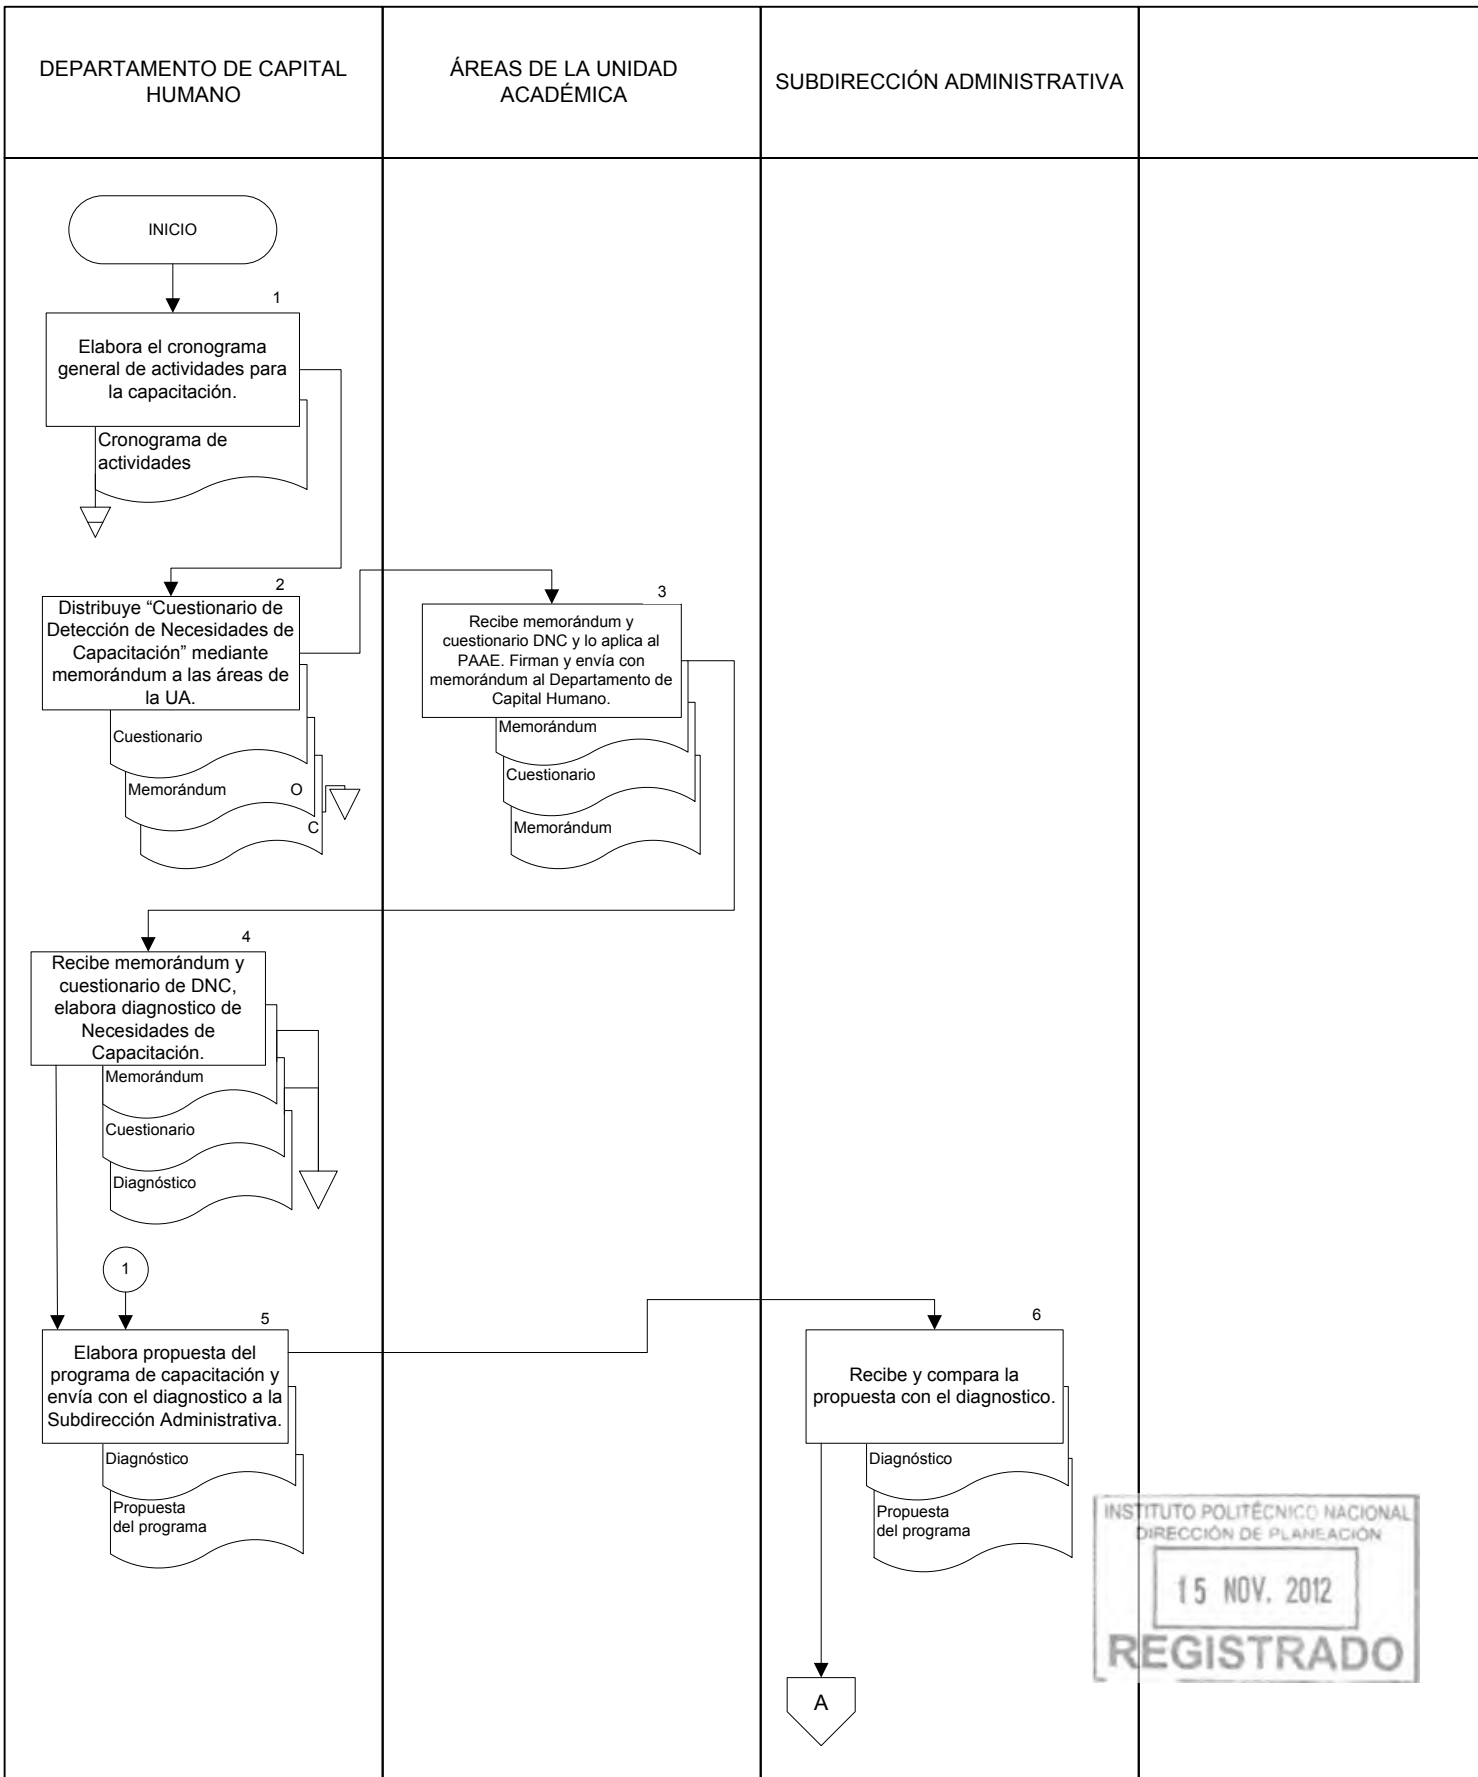 DEPARTAMENTO DE CAPITAL
HUMANO
ÁREAS DE LA UNIDAD
ACADÉMICA
SUBDIRECCIÓN ADMINISTRATIVA
INICIO
1
Elabora el cronograma
general de actividades para
la capacitación.
Cronograma de
actividades
2
Distribuye “Cuestionario de
Detección de Necesidades de
Capacitación” mediante
memorándum a las áreas de
la UA.
Cuestionario
Memorándum O
C
3
Recibe memorándum y
cuestionario DNC y lo aplica al
PAAE. Firman y envía con
memorándum al Departamento de
Capital Humano.
Memorándum
Cuestionario
Memorándum
4
Recibe memorándum y
cuestionario de DNC,
elabora diagnostico de
Necesidades de
Capacitación.
Memorándum
Cuestionario
Diagnóstico
1
5
Elabora propuesta del
programa de capacitación y
envía con el diagnostico a la
Subdirección Administrativa.
Diagnóstico
Propuesta
del programa
6
Recibe y compara la
propuesta con el diagnostico.
Diagnóstico
Propuesta
del programa
A
INSTITUTO POLITÉCNICO NACIONAL
DIRECCIÓN DE PLANEACIÓN
15 NOV. 2012
REGISTRADO